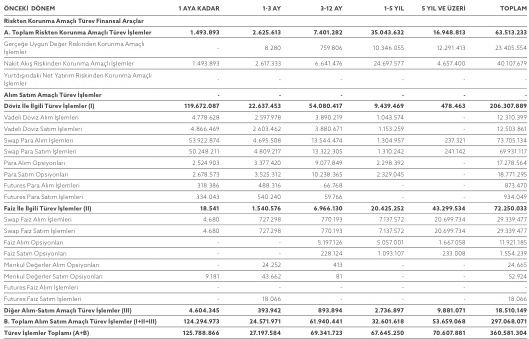 ÖNCEKİ DÖNEM 1 AYA KADAR 1-3 AY 3-12 AY 1-5 YIL 5 YIL VE ÜZERİ TOPLAM
Riskten Korunma Amaçlı Türev Finansal Araçlar
A. Toplam Riskten Korunma Amaçlı Türev İşlemler 1.493.893 2.625.613 7.401.282 35.043.632 16.948.813 63.513.233
Gerçeğe Uygun Değer Riskinden Korunma Amaçlı
İşlemler - 8.280 759.806 10.346.055 12.291.413 23.405.554
Nakit Akış Riskinden Korunma Amaçlı İşlemler 1.493.893 2.617.333 6.641.476 24.697.577 4.657.400 40.107.679
Yurtdışındaki Net Yatırım Riskinden Korunma Amaçlı
İşlemler - - - - - -
Alım Satım Amaçlı Türev İşlemler - - - - - -
Döviz İle İlgili Türev İşlemler (I) 119.672.087 22.637.453 54.080.417 9.439.469 478.463 206.307.889
Vadeli Döviz Alım İşlemleri 4.778.628 2.597.978 3.890.219 1.043.574 - 12.310.399
Vadeli Döviz Satım İşlemleri 4.866.469 2.603.462 3.880.671 1.153.259 - 12.503.861
Swap Para Alım İşlemleri 53.922.874 4.695.508 13.544.474 1.304.957 237.321 73.705.134
Swap Para Satım İşlemleri 50.248.211 4.809.217 13.322.305 1.310.242 241.142 69.931.117
Para Alım Opsiyonları 2.524.903 3.377.420 9.077.849 2.298.392 - 17.278.564
Para Satım Opsiyonları 2.678.573 3.525.312 10.238.365 2.329.045 - 18.771.295
Futures Para Alım İşlemleri 318.386 488.316 66.768 - - 873.470
Futures Para Satım İşlemleri 334.043 540.240 59.766 - - 934.049
Faiz İle İlgili Türev İşlemler (II) 18.541 1.540.576 6.966.130 20.425.252 43.299.534 72.250.033
Swap Faiz Alım İşlemleri 4.680 727.298 770.193 7.137.572 20.699.734 29.339.477
Swap Faiz Satım İşlemleri 4.680 727.298 770.193 7.137.572 20.699.734 29.339.477
Faiz Alım Opsiyonları - - 5.197.126 5.057.001 1.667.058 11.921.185
Faiz Satım Opsiyonları - - 228.124 1.093.107 233.008 1.554.239
Menkul Değerler Alım Opsiyonları - 24.252 413 - - 24.665
Menkul Değerler Satım Opsiyonları 9.181 43.662 81 - - 52.924
Futures Faiz Alım İşlemleri - - - - - -
Futures Faiz Satım İşlemleri - 18.066 - - - 18.066
Diğer Alım-Satım Amaçlı Türev İşlemler (III) 4.604.345 393.942 893.894 2.736.897 9.881.071 18.510.149
B. Toplam Alım Satım Amaçlı Türev İşlemler (I+II+III) 124.294.973 24.571.971 61.940.441 32.601.618 53.659.068 297.068.071
Türev İşlemler Toplamı (A+B) 125.788.866 27.197.584 69.341.723 67.645.250 70.607.881 360.581.304